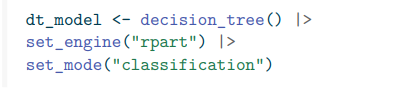 dt_model <- decision_tree() |>
set_engine("rpart") |>
set_mode("classification")